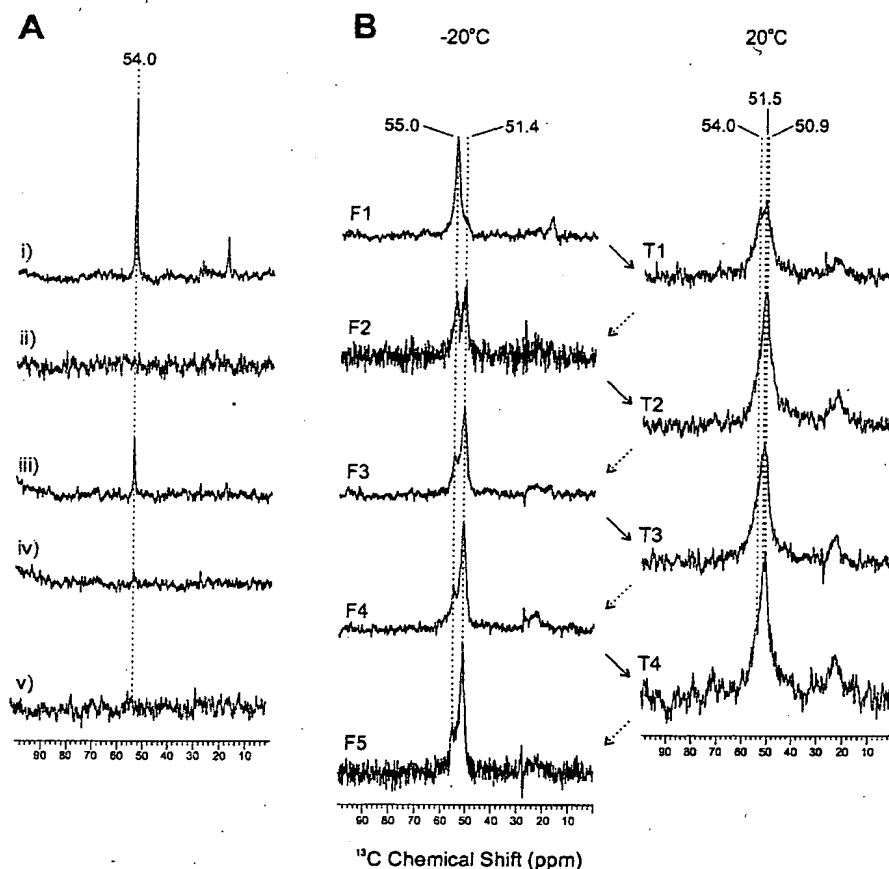 A
54.0
i)
ii)
iii)
iv)
v)
90 80 70 60 50 40 30 20 10
B
-20°C
55.0 51.4
F1
F2
F3
F4
F5
90 80 70 60 50 40 30 20 10
20°C
51.5
54.0 50.9
T1
T2
T3
T4
90 80 70 60 50 40 30 20 10
¹³C Chemical Shift (ppm)